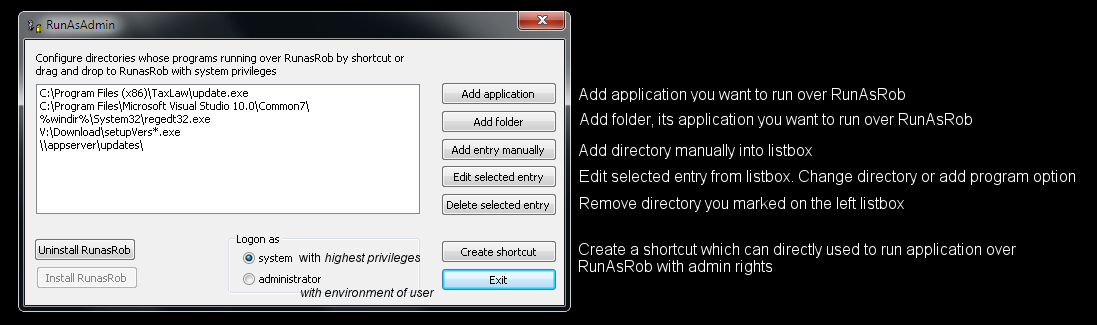 RunAsAdmin
Configure directories whose programs running over RunasRob by shortcut or
drag and drop to RunasRob with system privileges
C:\Program Files (x86)\TaxLaw\update.exe
C:\Program Files\Microsoft Visual Studio 10.0\Common7\
%windir%\System32\regedt32.exe
V:\Download\setupVers*.exe
\\appserver\updates\
Add application
Add application you want to run over RunAsRob
Add folder
Add folder, its application you want to run over RunAsRob
Add entry manually
Add directory manually into listbox
Edit selected entry
Edit selected entry from listbox. Change directory or add program option
Delete selected entry
Remove directory you marked on the left listbox
Uninstall RunasRob
Install RunasRob
Logon as
system with highest privileges
administrator
with environment of user
Create shortcut
Create a shortcut which can directly used to run application over
RunAsRob with admin rights
Exit